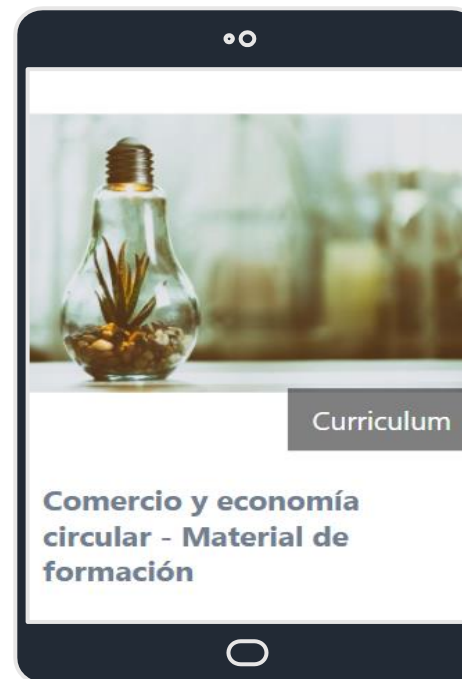 Curriculum
Comercio y economía
circular - Material de
formación